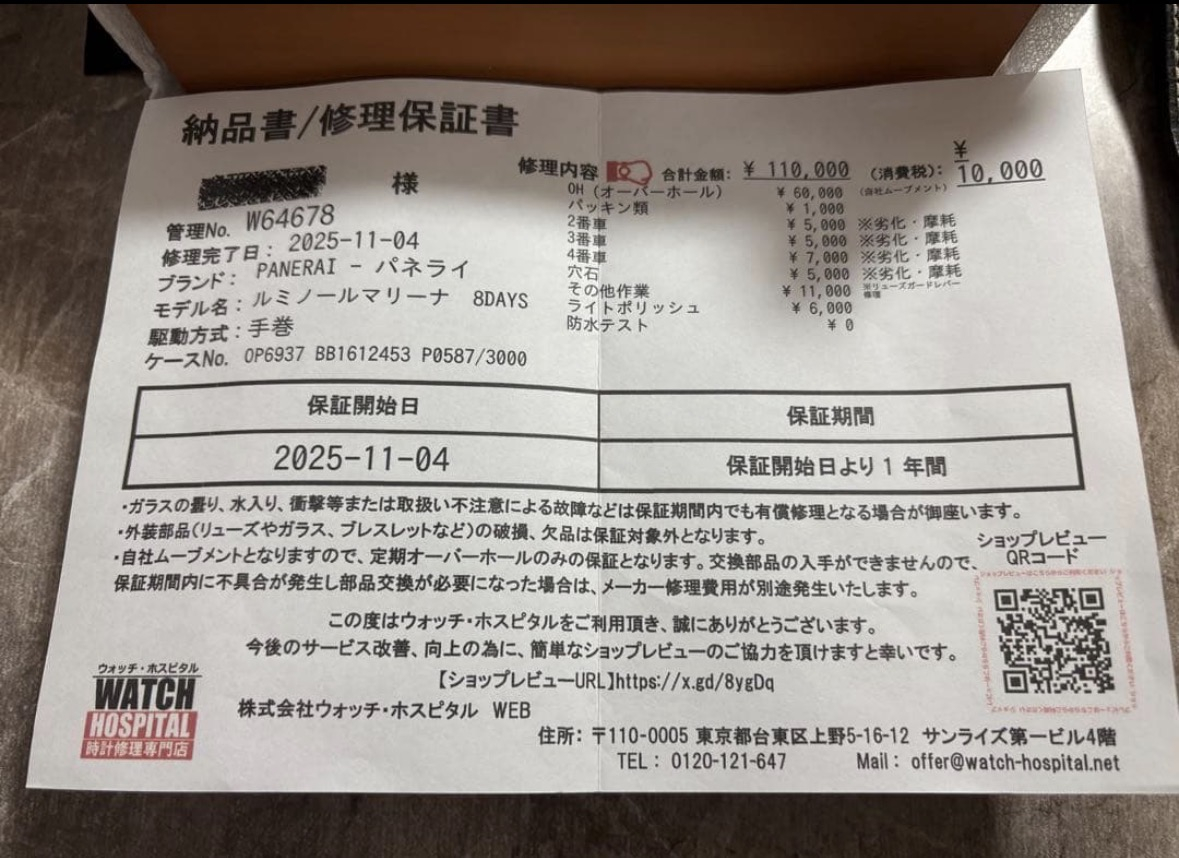 納品書/修理保証書
様
管理No. W64678
修理完了日: 2025-11-04
ブランド: PANERAI - パネライ
モデル名: ルミノールマリーナ 8DAYS
駆動方式: 手巻
ケースNo. OP6937 BB1612453 P0587/3000
修理内容 合計金額: ¥ 110,000 (消費税): ¥ 10,000
OH (オーバーホール) ¥ 60,000 (自社ムーブメント)
パッキン類 ¥ 1,000
2番車 ¥ 5,000 ※劣化・摩耗
3番車 ¥ 5,000 ※劣化・摩耗
4番車 ¥ 7,000 ※劣化・摩耗
穴石 ¥ 5,000 ※劣化・摩耗
その他作業 ¥ 11,000 ※リューズガードレバー修理
ライトポリッシュ ¥ 6,000
防水テスト ¥ 0
保証開始日 保証期間
2025-11-04 保証開始日より1年間
・ガラスの曇り、水入り、衝撃等または取扱い不注意による故障などは保証期間内でも有償修理となる場合が御座います。
・外装部品(リューズやガラス、ブレスレットなど)の破損、欠品は保証対象外となります。
・自社ムーブメントとなりますので、定期オーバーホールのみの保証となります。交換部品の入手ができませんので、
保証期間内に不具合が発生し部品交換が必要になった場合は、メーカー修理費用が別途発生いたします。
ショップレビュー
QRコード
この度はウォッチ・ホスピタルをご利用頂き、誠にありがとうございます。
今後のサービス改善、向上の為に、簡単なショップレビューのご協力を頂けますと幸いです。
【ショップレビューURL】https://x.gd/8ygDq
ウォッチ・ホスピタル
WATCH
HOSPITAL
時計修理専門店
株式会社ウォッチ・ホスピタル WEB
住所: 〒110-0005 東京都台東区上野5-16-12 サンライズ第一ビル4階
TEL: 0120-121-647 Mail: offer@watch-hospital.net